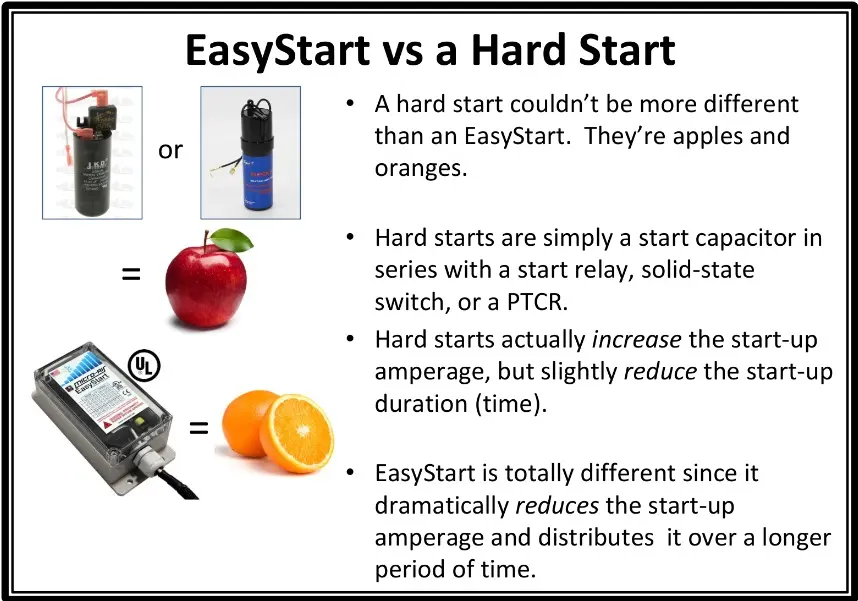 EasyStart vs a Hard Start
or
=
=
J.K.O.
UL
MICRO-AIR
EasyStart
• A hard start couldn’t be more different
than an EasyStart.  They’re apples and
oranges.
• Hard starts are simply a start capacitor in
series with a start relay, solid-state
switch, or a PTCR.
• Hard starts actually increase the start-up
amperage, but slightly reduce the start-up
duration (time).
• EasyStart is totally different since it
dramatically reduces the start-up
amperage and distributes  it over a longer
period of time.